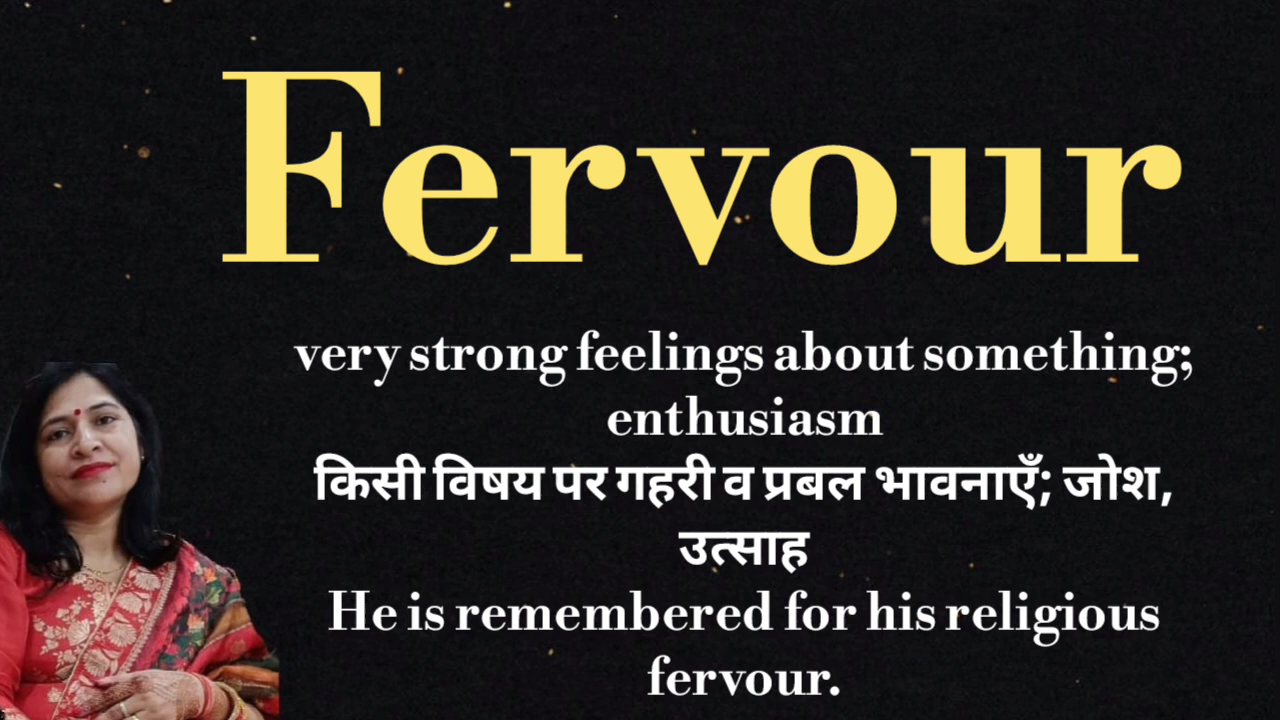 Fervour
very strong feelings about something;
enthusiasm
किसी विषय पर गहरी व प्रबल भावनाएँ; जोश,
उत्साह
He is remembered for his religious
fervour.